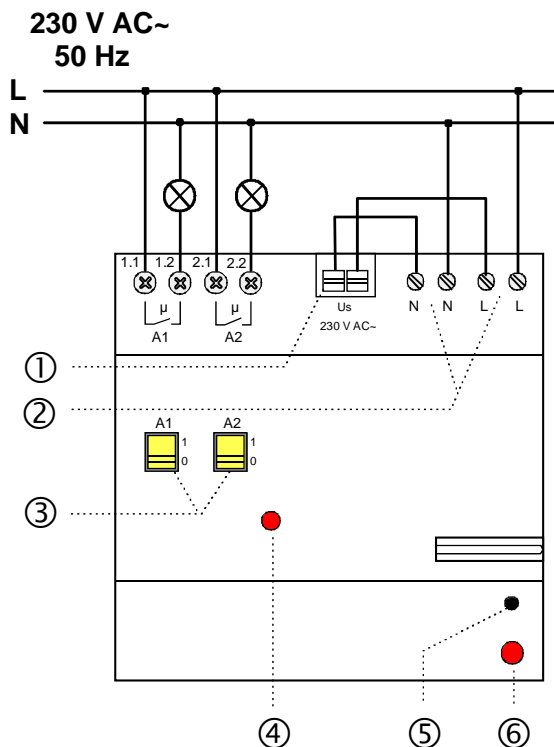 230 V AC~
50 Hz
L
N
1.1 1.2 2.1 2.2
µ µ
A1 A2
Us
230 V AC~
N N L L
①
②
A1 A2
1 1
0 0
③
④ ⑤ ⑥